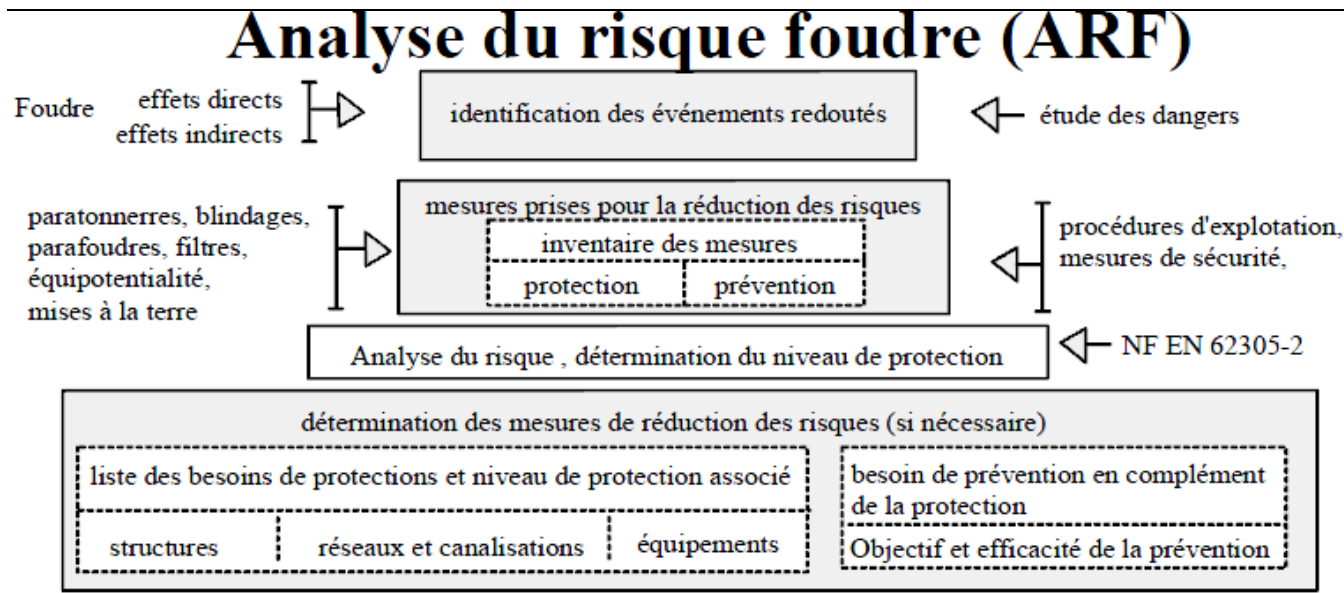 Analyse du risque foudre (ARF)
Foudre
effets directs
effets indirects
identification des événements redoutés
étude des dangers
paratonnerres, blindages,
parafoudres, filtres,
équipotentialité,
mises à la terre
mesures prises pour la réduction des risques
inventaire des mesures
protection
prévention
procédures d'explotation,
mesures de sécurité,
Analyse du risque , détermination du niveau de protection
NF EN 62305-2
détermination des mesures de réduction des risques (si nécessaire)
liste des besoins de protections et niveau de protection associé
structures
réseaux et canalisations
équipements
besoin de prévention en complément
de la protection
Objectif et efficacité de la prévention